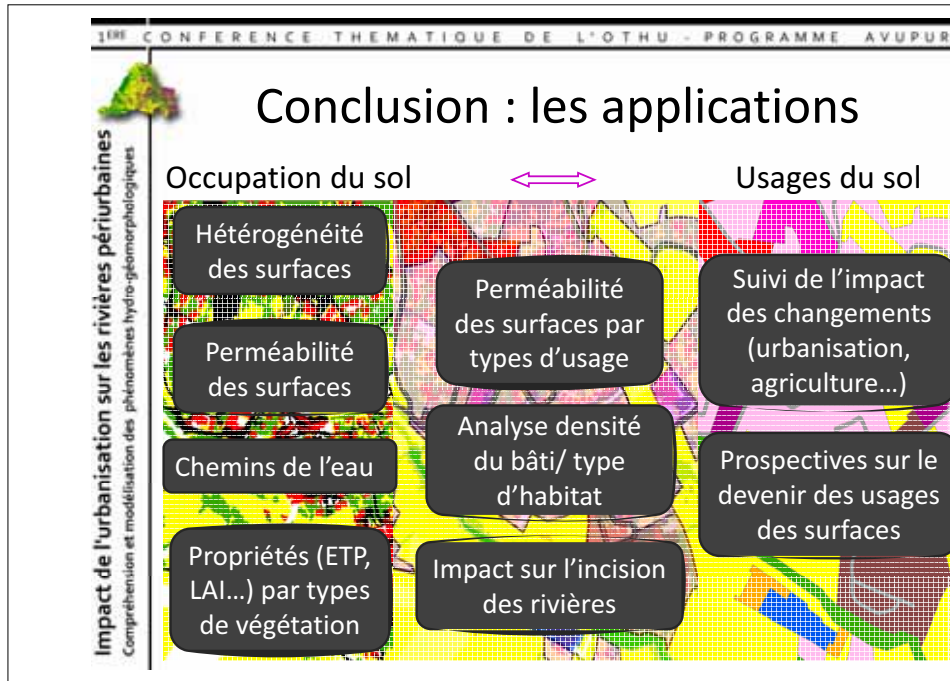 1ERE CONFERENCE THEMATIQUE DE L'OTHU - PROGRAMME AVUPUR
Impact de l'urbanisation sur les rivières périurbaines
Compréhension et modélisation des phénomènes hydro-géomorphologiques
Conclusion : les applications
Occupation du sol
Usages du sol
Hétérogénéité
des surfaces
Perméabilité
des surfaces
Chemins de l’eau
Propriétés (ETP,
LAI…) par types
de végétation
Perméabilité
des surfaces par
types d’usage
Analyse densité
du bâti/ type
d’habitat
Impact sur l’incision
des rivières
Suivi de l’impact
des changements
(urbanisation,
agriculture…)
Prospectives sur le
devenir des usages
des surfaces